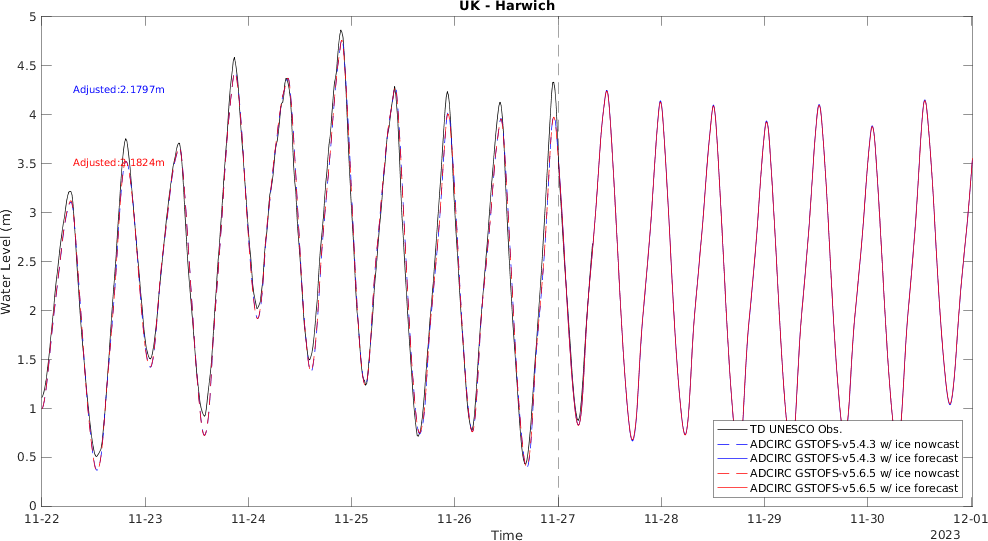 UK - Harwich
5
4.5
4
3.5
3
2.5
2
1.5
1
0.5
0
Water Level (m)
Adjusted:2.1797m
Adjusted:2.1824m
TD UNESCO Obs.
ADCIRC GSTOFS-v5.4.3 w/ ice nowcast
ADCIRC GSTOFS-v5.4.3 w/ ice forecast
ADCIRC GSTOFS-v5.6.5 w/ ice nowcast
ADCIRC GSTOFS-v5.6.5 w/ ice forecast
11-22 11-23 11-24 11-25 11-26 11-27 11-28 11-29 11-30 12-01
Time
2023